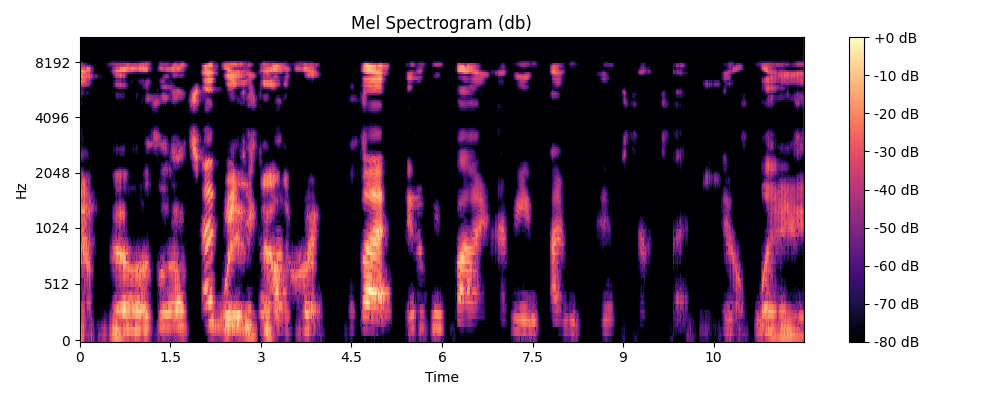 Mel Spectrogram (db)
8192
4096
2048
1024
512
0
Hz
0 1.5 3 4.5 6 7.5 9 10
Time
+0 dB
-10 dB
-20 dB
-30 dB
-40 dB
-50 dB
-60 dB
-70 dB
-80 dB